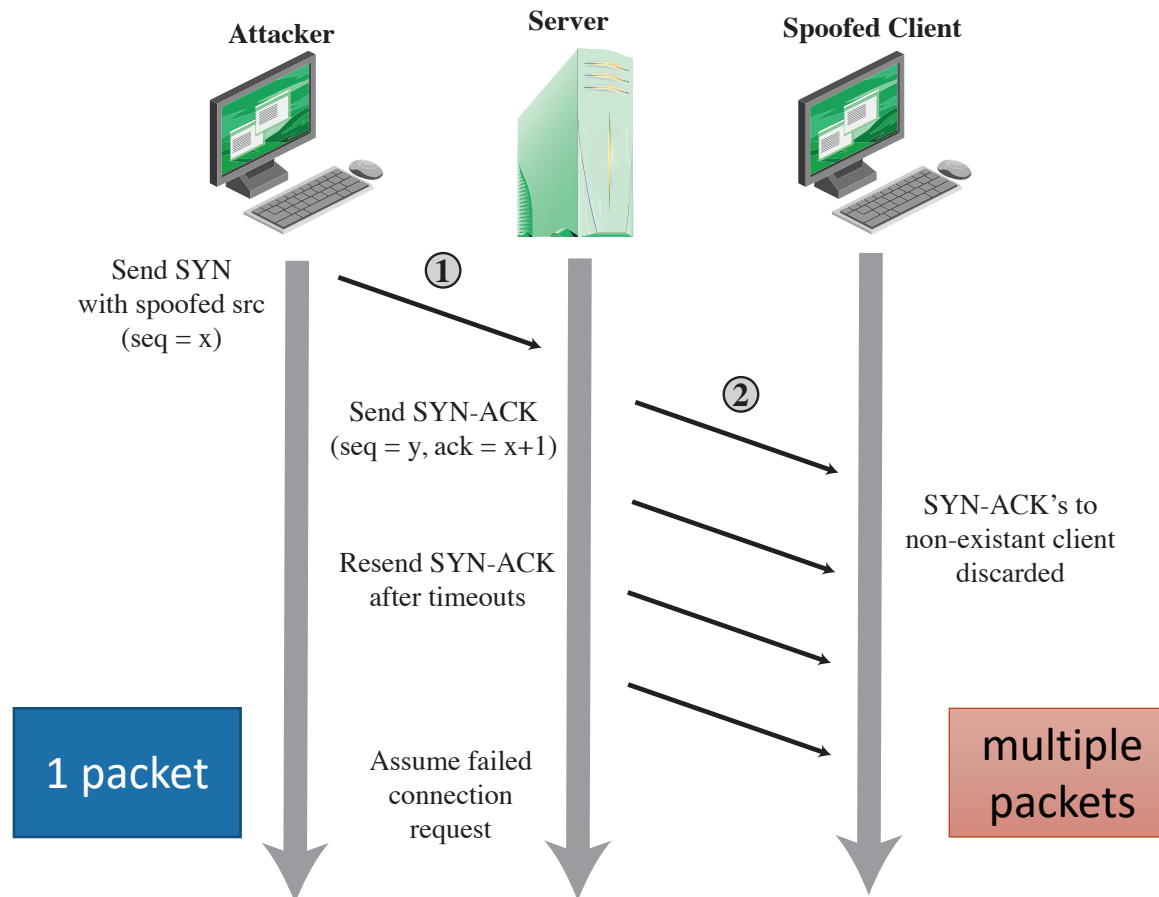 Attacker
Server
Spoofed Client
Send SYN
with spoofed src
(seq = x)
1
Send SYN-ACK
(seq = y, ack = x+1)
2
SYN-ACK’s to
non-existant client
discarded
Resend SYN-ACK
after timeouts
Assume failed
connection
request
1 packet
multiple
packets